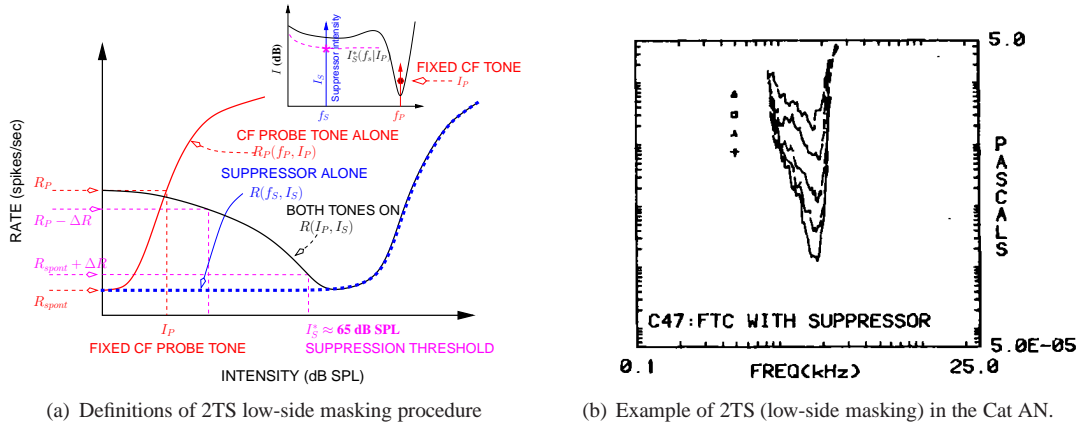 I (dB)
Suppressor Intensity
I_S
I*_S(f_s|I_P)
f_S
f_P
FIXED CF TONE
I_P
RATE (spikes/sec)
CF PROBE TONE ALONE
R_P(f_P, I_P)
SUPPRESSOR ALONE
R(f_S, I_S)
BOTH TONES ON
R(I_P, I_S)
R_P
R_P − ΔR
R_spont + ΔR
R_spont
I_P
I*_S ≈ 65 dB SPL
FIXED CF PROBE TONE
SUPPRESSION THRESHOLD
INTENSITY (dB SPL)
(a) Definitions of 2TS low-side masking procedure
5.0
PASCALS
C47:FTC WITH SUPPRESSOR
5.0E-05
0.1
FREQ(kHz)
25.0
(b) Example of 2TS (low-side masking) in the Cat AN.